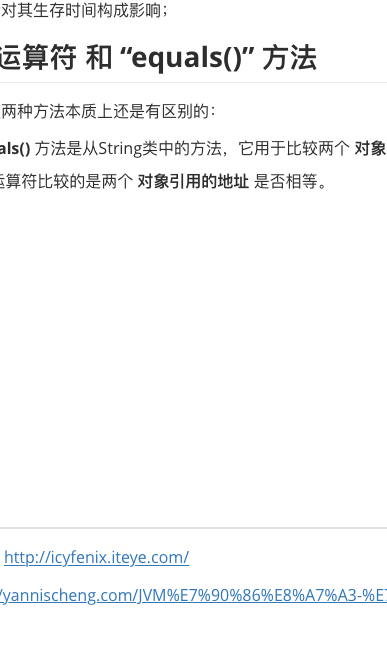 对其生存时间构成影响；
运算符 和 “equals()” 方法
两种方法本质上还是有区别的：
als() 方法是从String类中的方法，它用于比较两个 对象
运算符比较的是两个 对象引用的地址 是否相等。
http://icyfenix.iteye.com/
/yannischeng.com/JVM%E7%90%86%E8%A7%A3-%E7